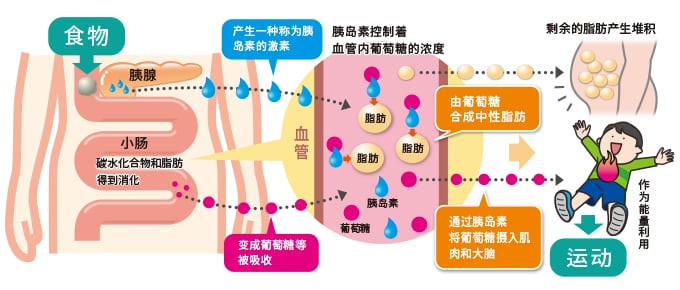 食物
产生一种称为胰
岛素的激素
胰岛素控制着
血管内葡萄糖的浓度
剩余的脂肪产生堆积
胰腺
小肠
碳水化合物和脂肪
得到消化
血管
脂肪
脂肪
脂肪
由葡萄糖
合成中性脂肪
胰岛素
葡萄糖
变成葡萄糖等
被吸收
通过胰岛素
将葡萄糖摄入肌
肉和大脑
作为能量利用
运动